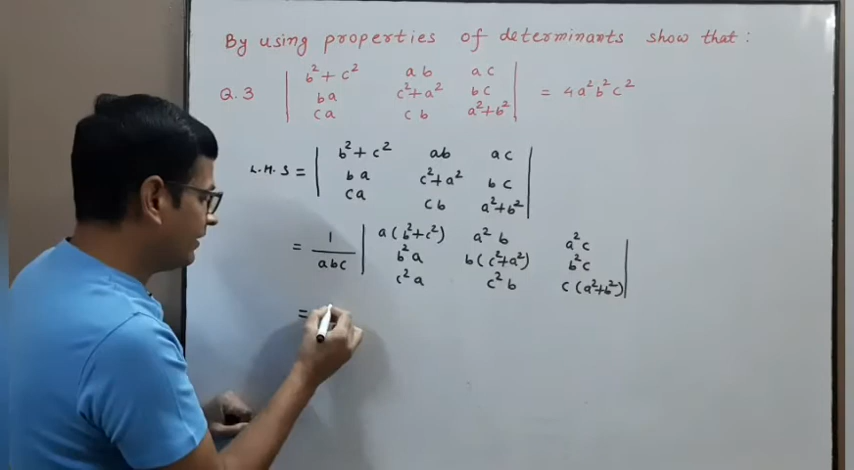 By using properties of determinants show that :
Q.3 | b²+c² ab ac | = 4a²b²c²
ba c²+a² bc
ca cb a²+b²
L.H.S = | b²+c² ab ac |
ba c²+a² bc
ca cb a²+b²
= 1/abc | a(b²+c²) a²b a²c |
b²a b(c²+a²) b²c
c²a c²b c(a²+b²)
=